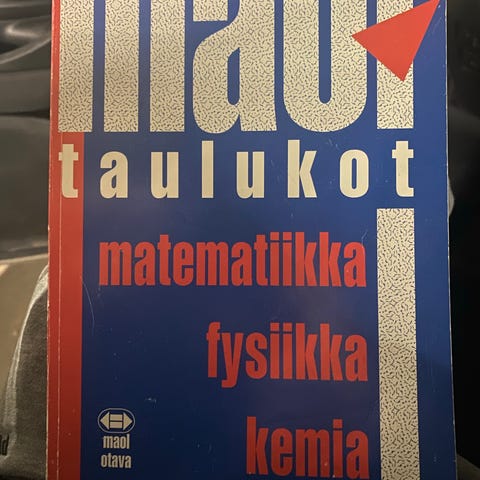 maol
taulukot
matematiikka
fysiikka
kemia
maol
otava